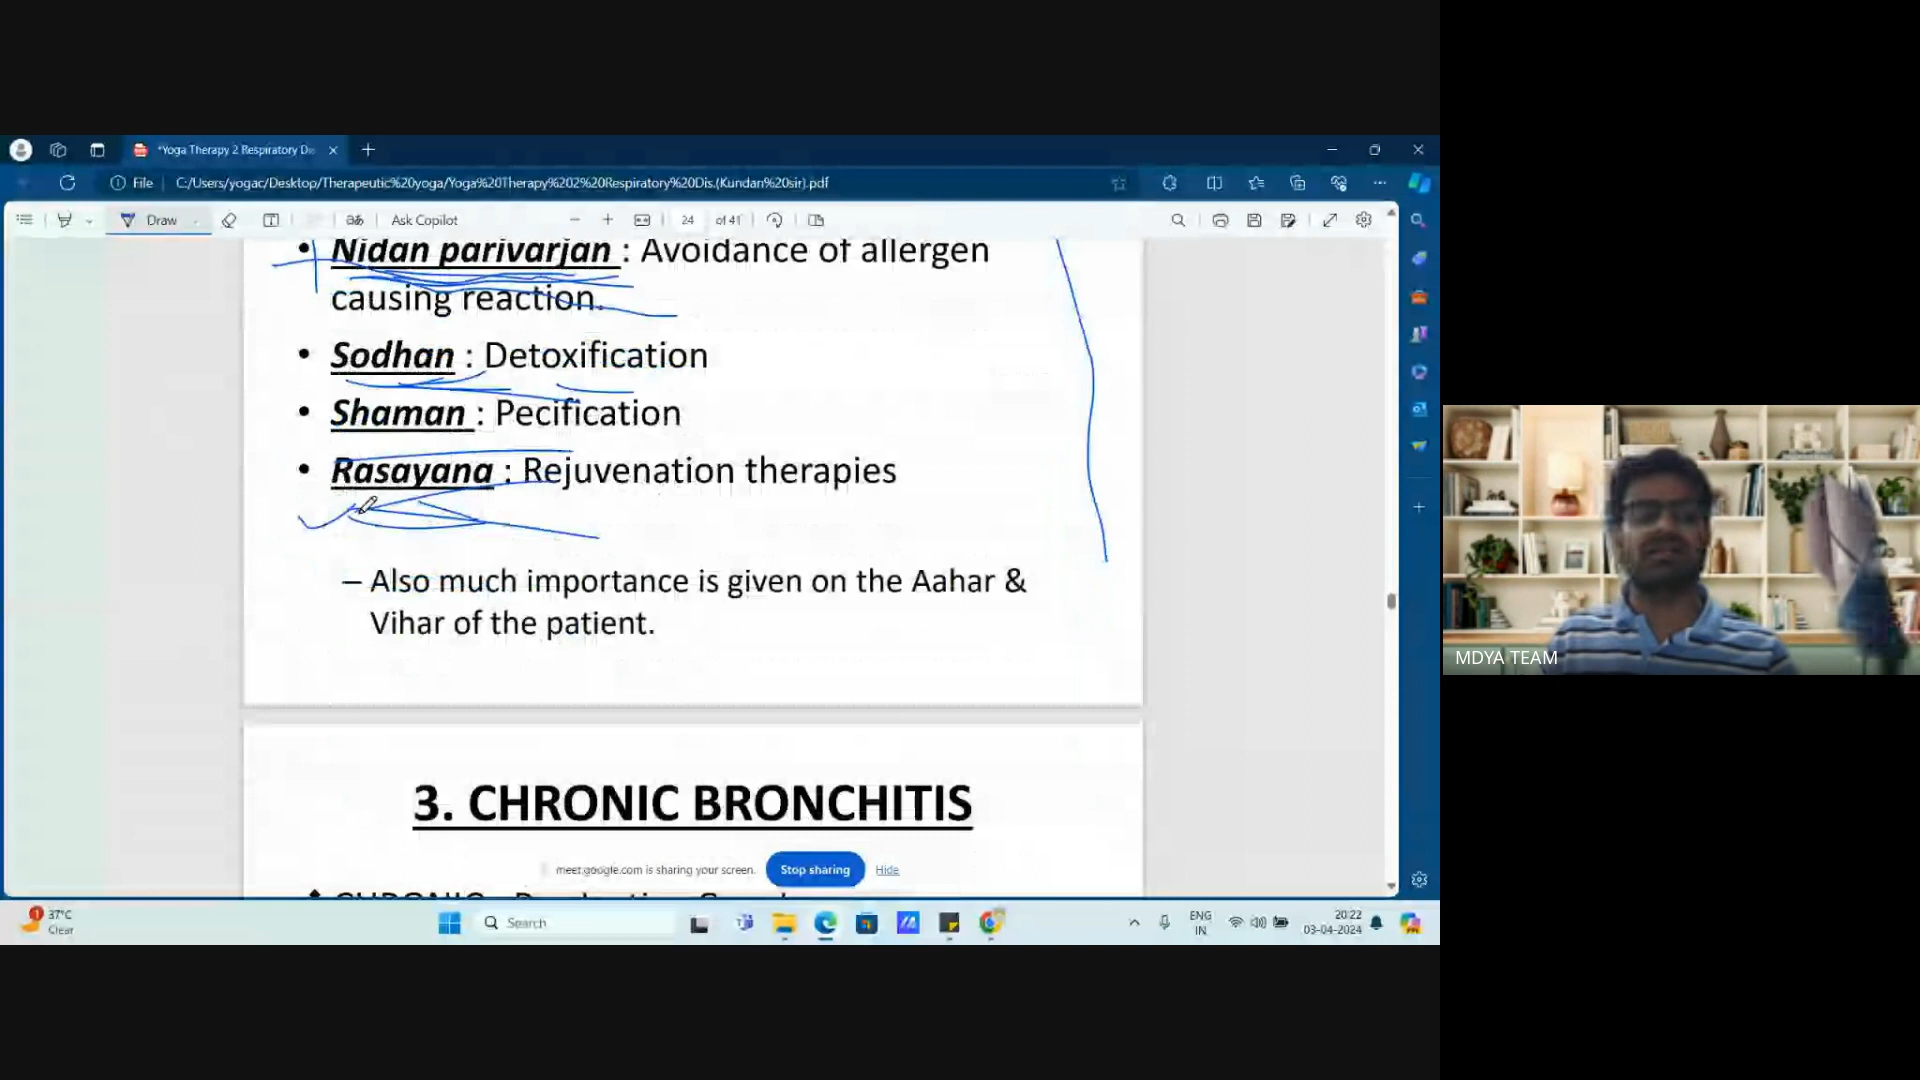 *Yoga Therapy 2 Respiratory Dis
File
C:/Users/yogac/Desktop/Therapeutic%20yoga/Yoga%20Therapy%202%20Respiratory%20Dis.(Kundan%20sir).pdf
Draw
Ask Copilot
24
of 41
• Nidan parivarjan : Avoidance of allergen
causing reaction.
• Sodhan : Detoxification
• Shaman : Pecification
• Rasayana : Rejuvenation therapies
– Also much importance is given on the Aahar &
Vihar of the patient.
MDYA TEAM
3. CHRONIC BRONCHITIS
meet.google.com is sharing your screen.
Stop sharing
Hide
1
37°C
Clear
Search
ENG
IN
20:22
03-04-2024